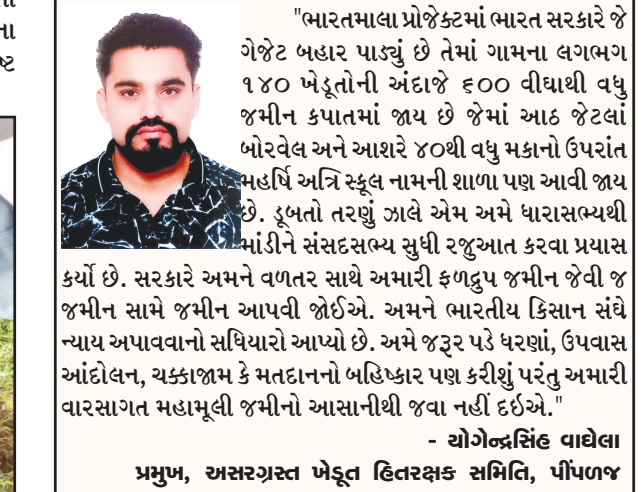 ના
ષ્ટ
"ભારતમાલા પ્રોજેક્ટમાં ભારત સરકારે જે
ગેજેટ બહાર પાડ્યું છે તેમાં ગામના લગભગ
૧૪૦ ખેડૂતોની અંદાજે ૬૦૦ વીઘાથી વધુ
જમીન કપાતમાં જાય છે જેમાં આઠ જેટલાં
બોરવેલ અને આશરે ૪૦થી વધુ મકાનો ઉપરાંત
મહર્ષિ અત્રિ સ્કૂલ નામની શાળા પણ આવી જાય
છે. ડૂબતો તરણું ઝાલે એમ અમે ધારાસભ્યથી
માંડીને સંસદસભ્ય સુધી રજુઆત કરવા પ્રયાસ
કર્યો છે. સરકારે અમને વળતર સાથે અમારી ફળદ્રુપ જમીન જેવી જ
જમીન સામે જમીન આપવી જોઈએ. અમને ભારતીય કિસાન સંઘે
ન્યાય અપાવવાનો સધિયારો આપ્યો છે. અમે જરૂર પડે ધરણાં, ઉપવાસ
આંદોલન, ચક્કાજામ કે મતદાનનો બહિષ્કાર પણ કરીશું પરંતુ અમારી
વારસાગત મહામૂલી જમીનો આસાનીથી જવા નહીં દઇએ."
- યોગેન્દ્રસિંહ વાઘેલા
પ્રમુખ, અસરગ્રસ્ત ખેડૂત હિતરક્ષક સમિતિ, પીંપળજ